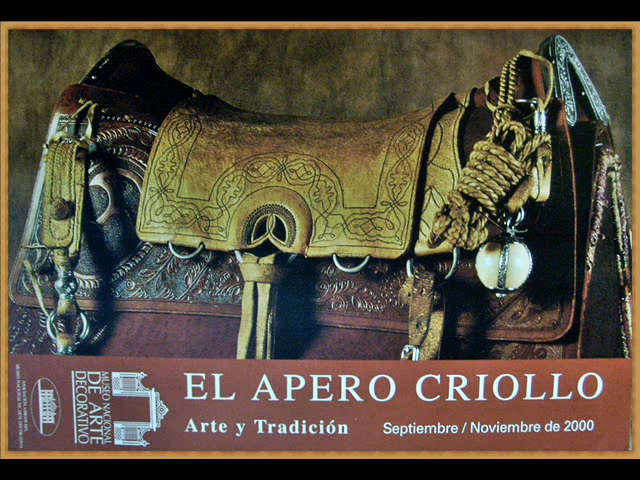 EL APERO CRIOLLO
Arte y Tradición
Septiembre / Noviembre de 2000
MUSEO NACIONAL
DE ARTE
DECORATIVO